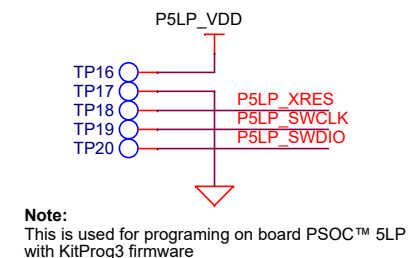 P5LP_VDD
TP16
TP17
TP18
TP19
TP20
P5LP_XRES
P5LP_SWCLK
P5LP_SWDIO
Note:
This is used for programing on board PSOC™ 5LP
with KitProg3 firmware